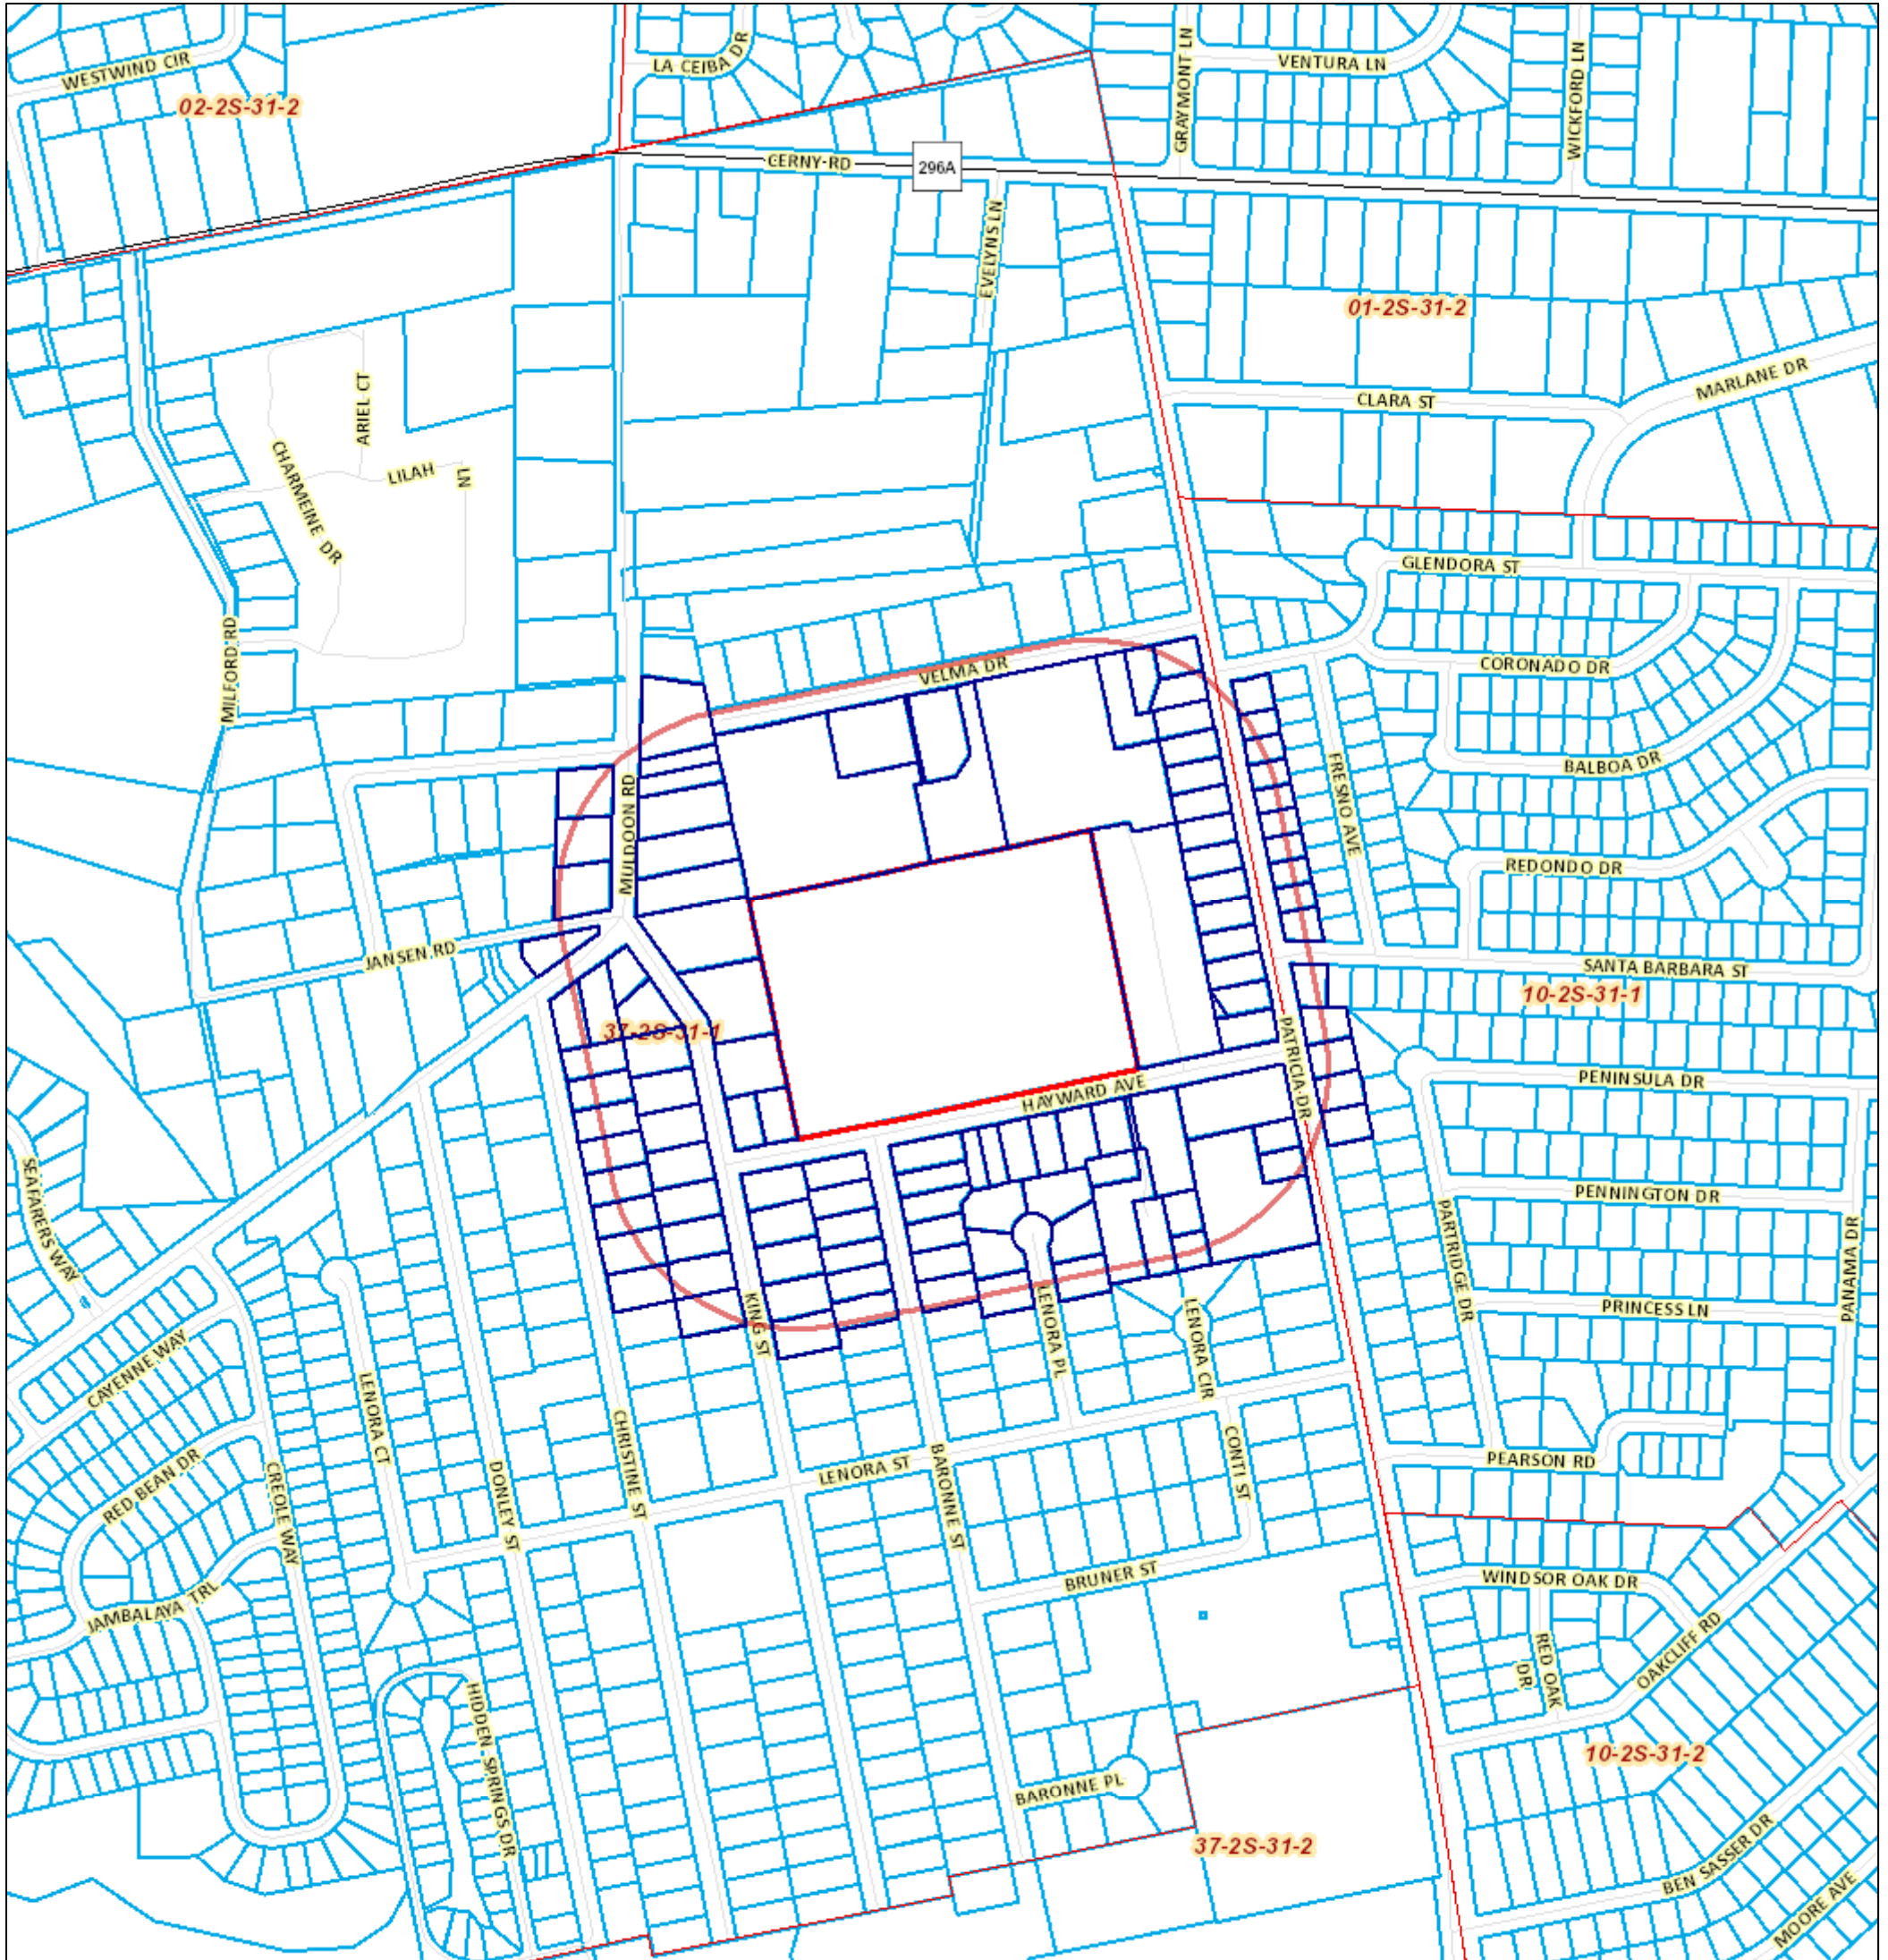 WESTWIND CIR
LA CEIBA DR
GRAYMONT LN
VENTURA LN
WICKFORD LN
02-2S-31-2
CERNY RD
296A
EVELYNS LN
01-2S-31-2
ARIEL CT
CLARA ST
MARLANE DR
CHARMEINE DR
LILAH LN
GLENDORA ST
MILFORD RD
VELMA DR
CORONADO DR
MULDOON RD
FRESNO AVE
BALBOA DR
REDONDO DR
JANSEN RD
SANTA BARBARA ST
10-2S-31-1
37-2S-31-1
PATRICIA DR
HAYWARD AVE
PENINSULA DR
SEAFARERS WAY
PENNINGTON DR
PARTRIDGE DR
PANAMA DR
KING ST
LENORA PL
LENORA CIR
PRINCESS LN
CAYENNE WAY
LENORA CT
CHRISTINE ST
RED BEAN DR
CREOLE WAY
DONLEY ST
LENORA ST
BARONNE ST
CONTI ST
PEARSON RD
BRUNER ST
WINDSOR OAK DR
JAMBALAYA TRL
RED OAK DR
OAKCLIFF RD
HIDDEN SPRINGS DR
10-2S-31-2
BARONNE PL
37-2S-31-2
BEN SASSER DR
MOORE AVE